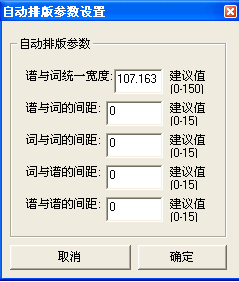 自动排版参数设置
自动排版参数
谱与词统一宽度: 107.163 建议值(0-150)
谱与词的间距: 0 建议值(0-15)
词与词的间距: 0 建议值(0-15)
词与谱的间距: 0 建议值(0-15)
谱与谱的间距: 0 建议值(0-15)
取消 确定